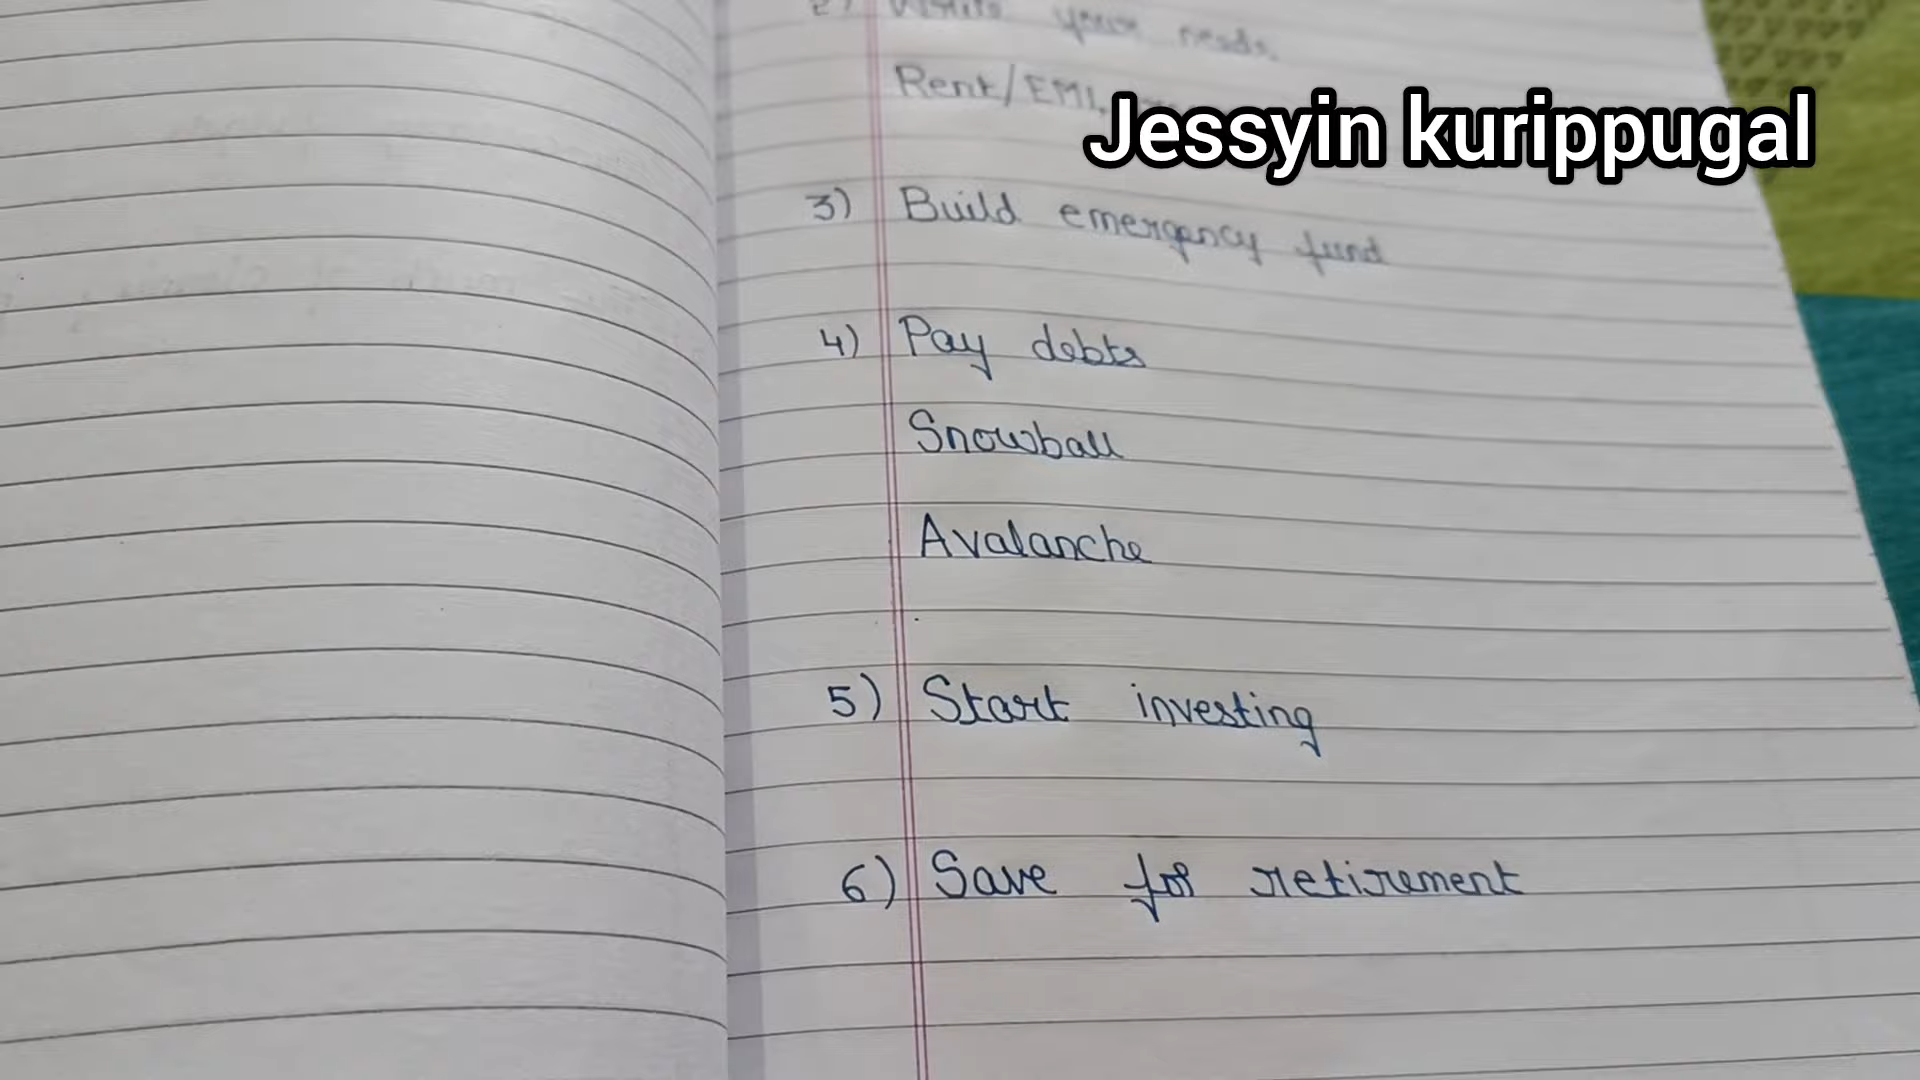 2) Write your needs.
Rent/EMI,
Jessyin kurippugal
3) Build emergency fund
4) Pay debts
Snowball
Avalanche
5) Start investing
6) Save for retirement